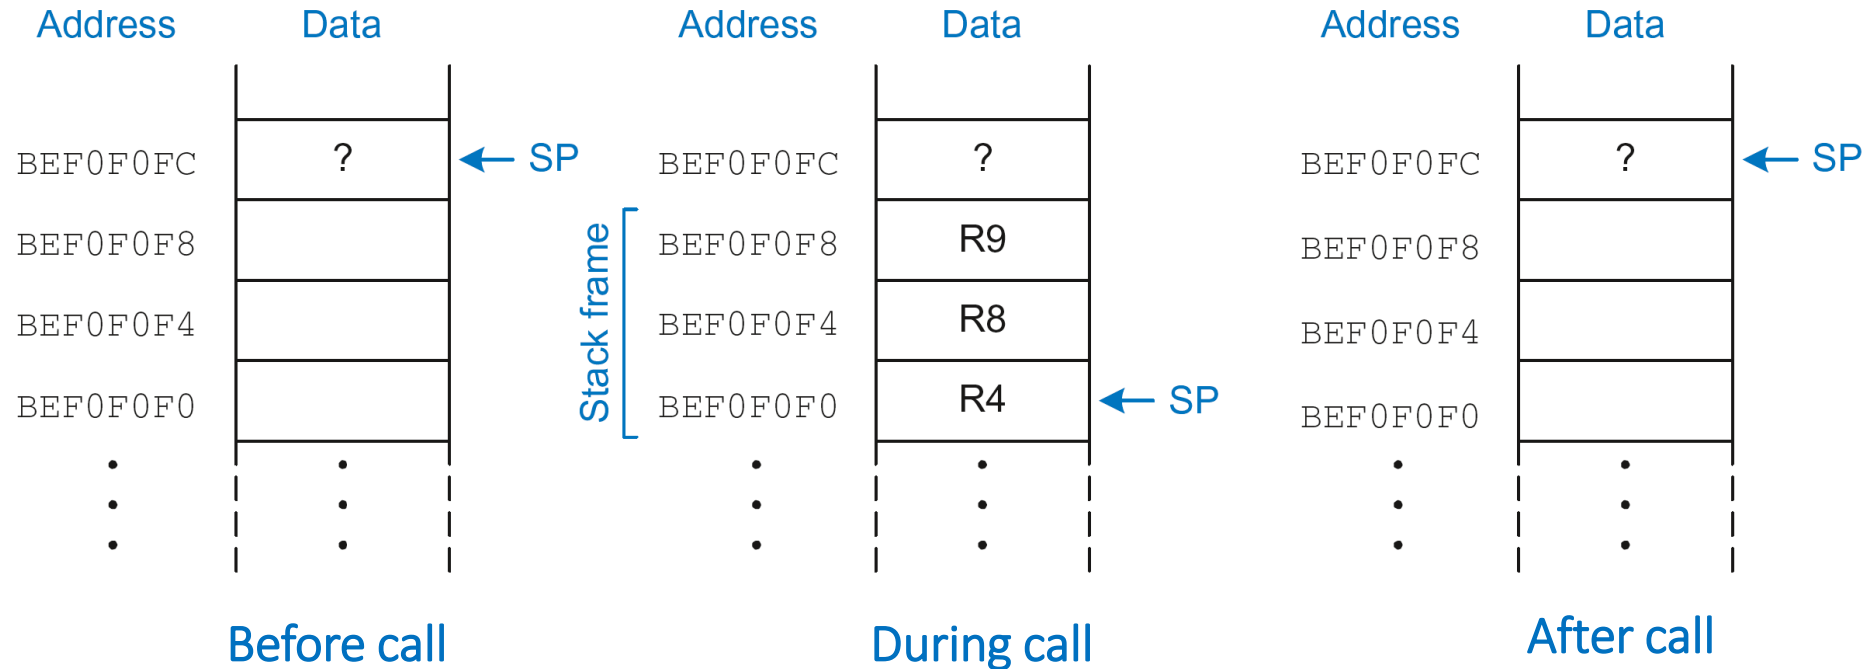 Address Data
BEF0F0FC ? SP
BEF0F0F8
BEF0F0F4
BEF0F0F0
Before call
Address Data
BEF0F0FC ?
BEF0F0F8 R9
BEF0F0F4 R8
BEF0F0F0 R4 SP
Stack frame
During call
Address Data
BEF0F0FC ? SP
BEF0F0F8
BEF0F0F4
BEF0F0F0
After call